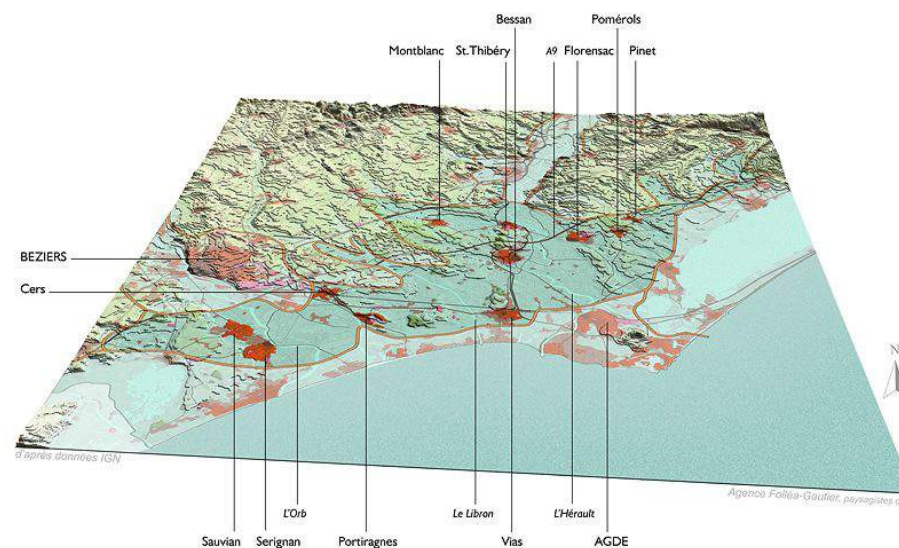 Bessan Pomérols
Montblanc St.Thibéry A9 Florensac Pinet
BEZIERS
Cers
N
d'après données IGN
Agence Folléa-Gautier, paysagistes
L'Orb Le Libron L'Hérault
Sauvian Serignan Portiragnes Vias AGDE